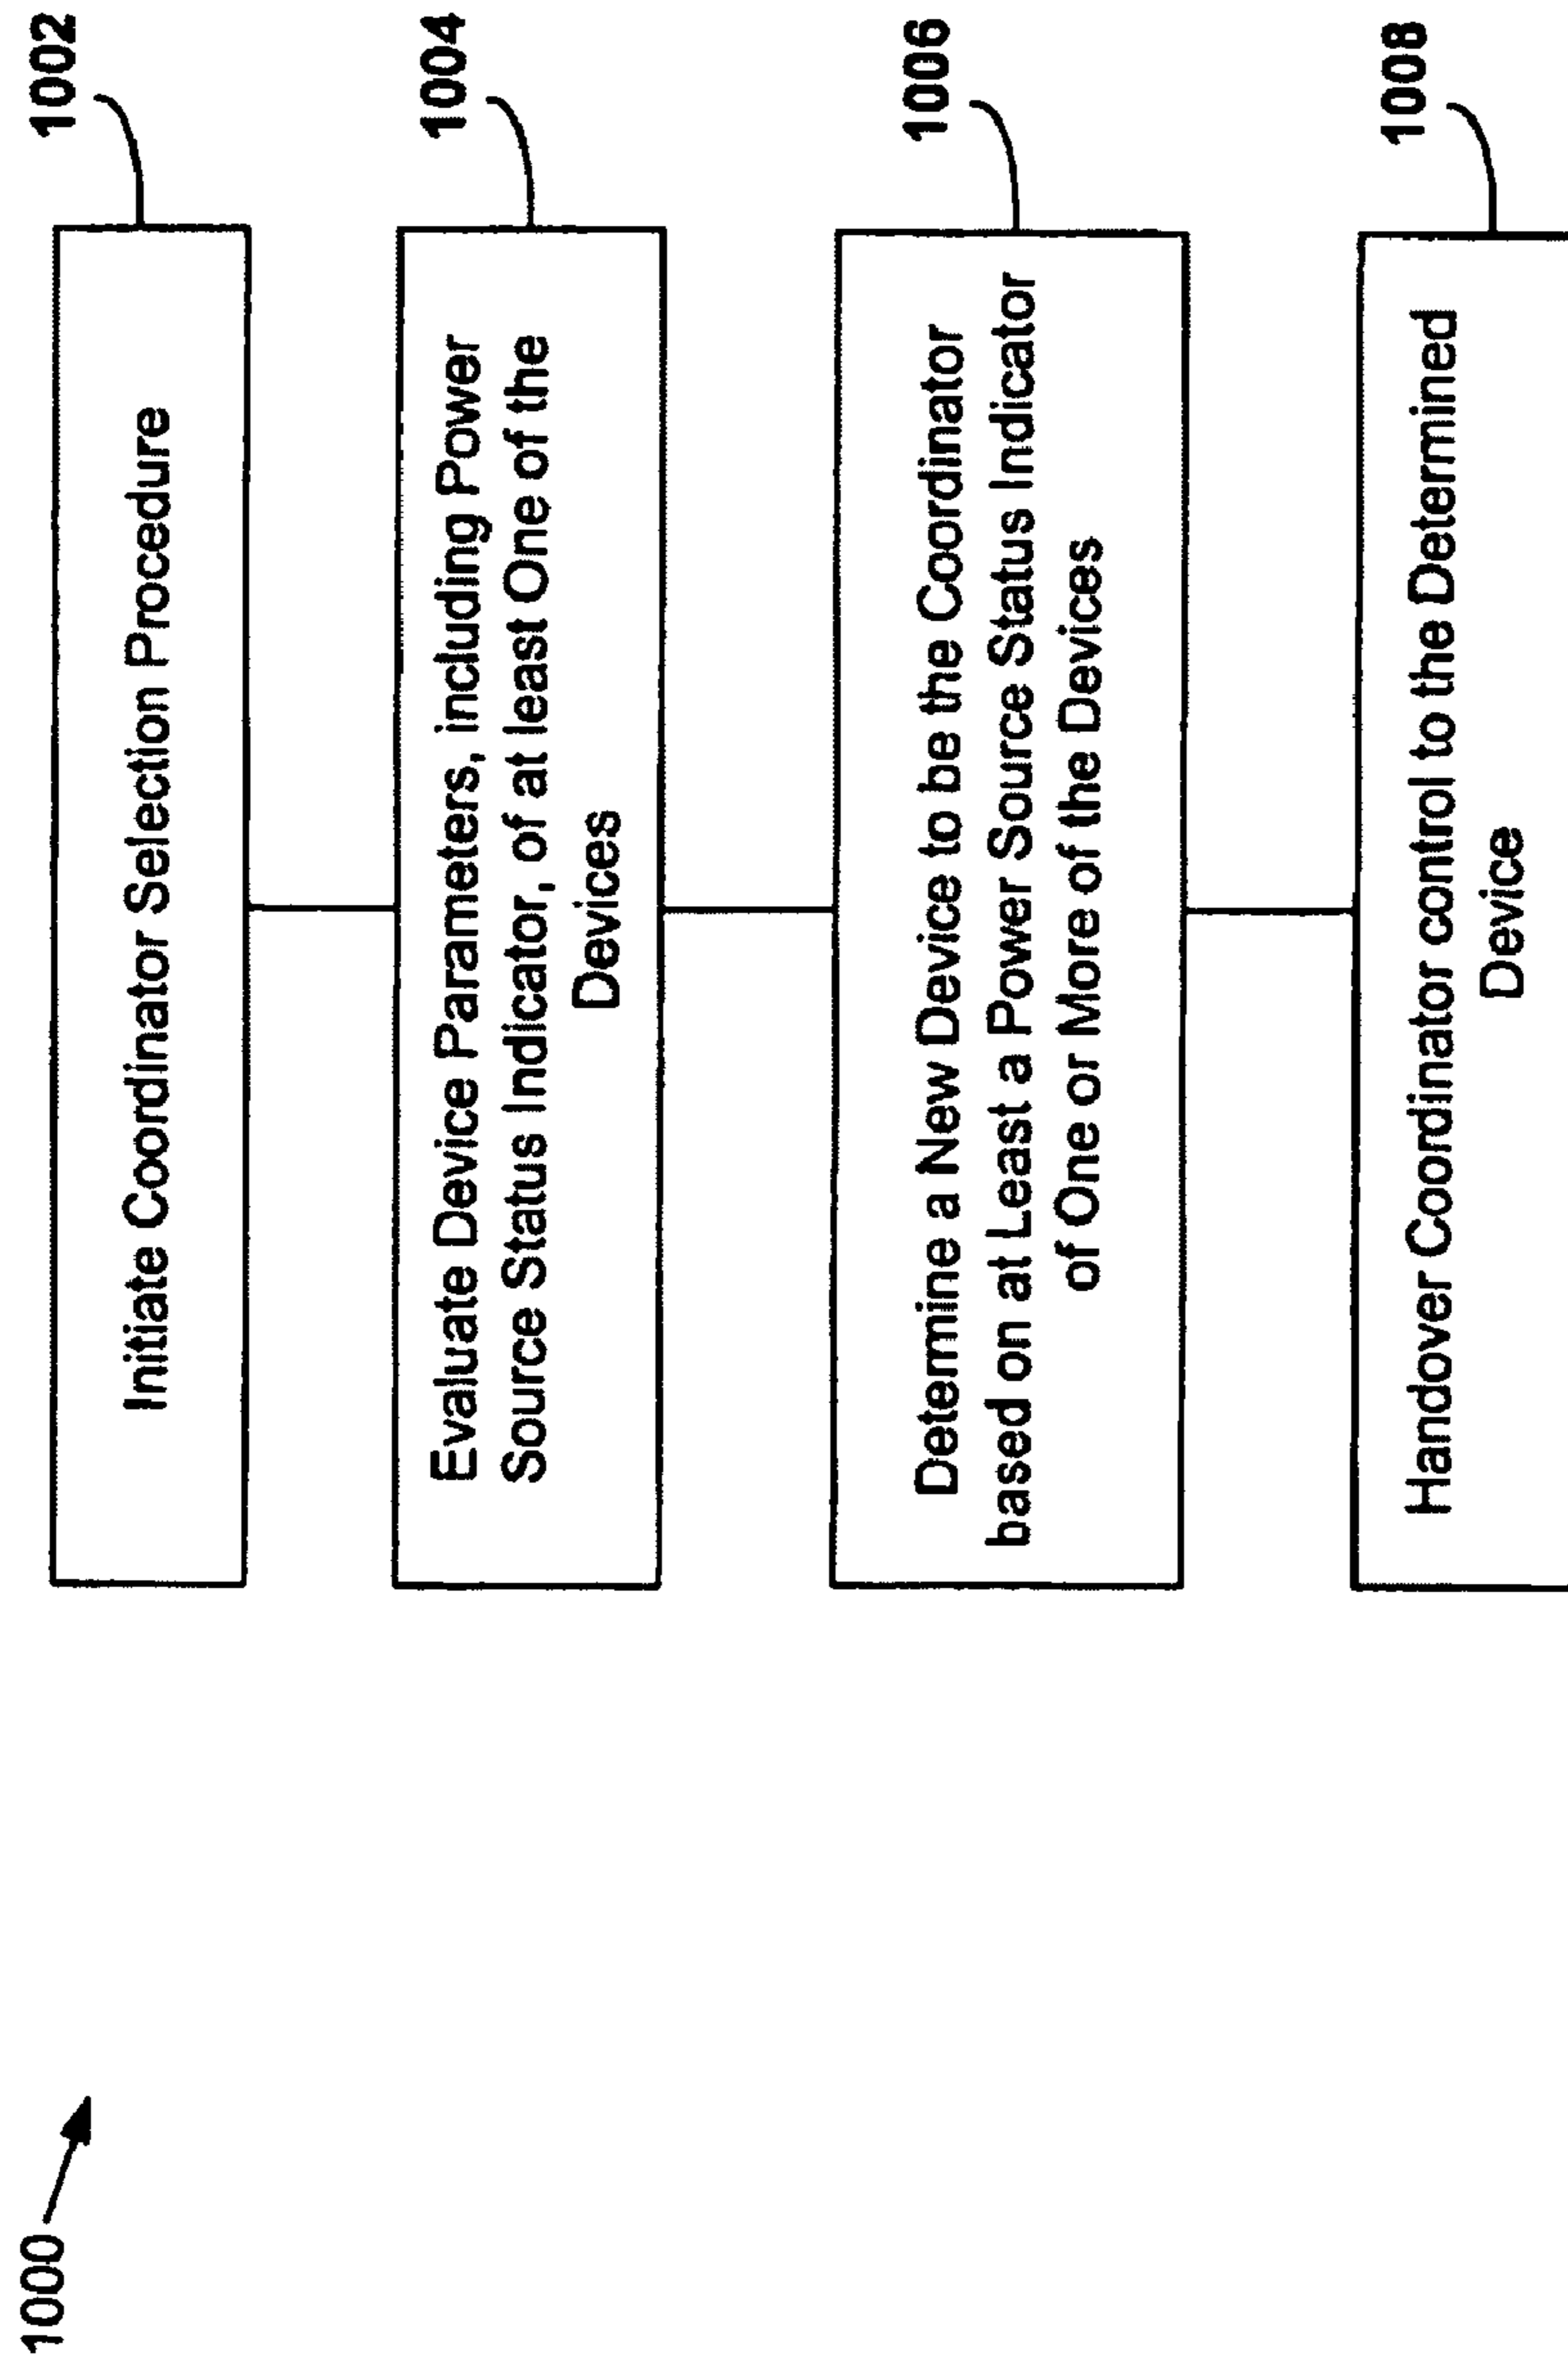 1000
1002
Initiate Coordinator Selection Procedure
1004
Evaluate Device Parameters, including Power
Source Status Indicator, of at least One of the
Devices
1006
Determine a New Device to be the Coordinator
based on at Least a Power Source Status Indicator
of One or More of the Devices
1008
Handover Coordinator control to the Determined
Device